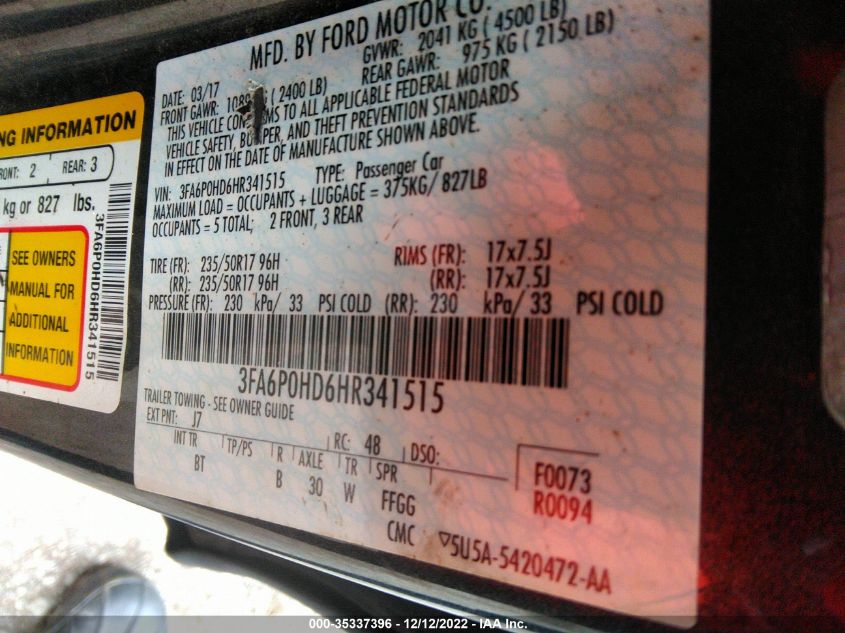 NG INFORMATION
FRONT: 2 REAR: 3
kg or 827 lbs.
SEE OWNERS
MANUAL FOR
ADDITIONAL
INFORMATION
3FA6P0HD6HR341515
MFD. BY FORD MOTOR CO.
DATE: 03/17 GVWR: 2041 KG ( 4500 LB)
FRONT GAWR: ( 2400 LB) REAR GAWR: 975 KG ( 2150 LB)
THIS VEHICLE TO ALL APPLICABLE FEDERAL MOTOR
VEHICLE SAFETY, AND THEFT PREVENTION STANDARDS
IN EFFECT ON THE DATE OF MANUFACTURE SHOWN ABOVE.
VIN: 3FA6P0HD6HR341515 TYPE: Passenger Car
MAXIMUM LOAD = OCCUPANTS + LUGGAGE = 375KG/ 827LB
OCCUPANTS = 5 TOTAL; 2 FRONT, 3 REAR
TIRE (FR): 235/50R17 96H RIMS (FR): 17x7.5J
(RR): 235/50R17 96H (RR): 17x7.5J
PRESSURE (FR): 230 kPa/ 33 PSI COLD (RR): 230 kPa/ 33 PSI COLD
3FA6P0HD6HR341515
TRAILER TOWING - SEE OWNER GUIDE
EXT PNT: J7 RC: 48 DSO:
INT TR TP/PS R AXLE TR SPR F0073
BT B 30 W FFGG R0094
CMC ▽5U5A-5420472-AA
000-35337396 - 12/12/2022 - IAA Inc.